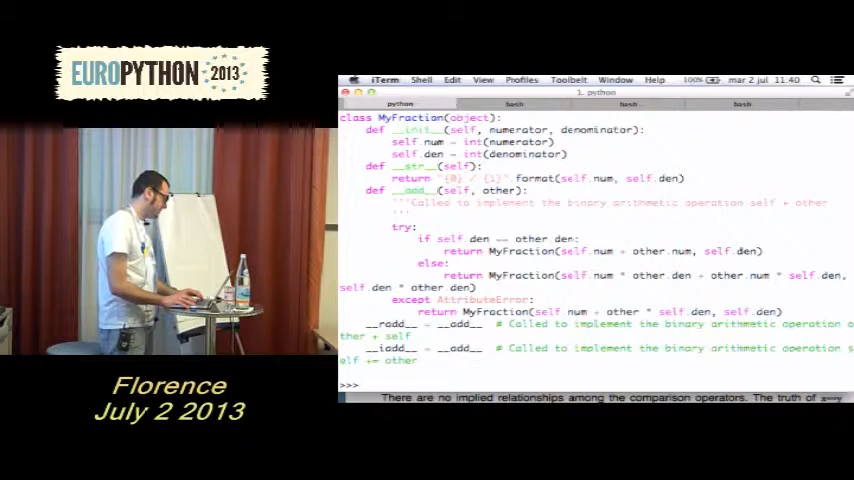 EUROPYTHON 2013
iTerm Shell Edit View Profiles Toolbelt Window Help 100% mar 2 jul 11:40
1. python
python bash bash bash
class MyFraction(object):
def __init__(self, numerator, denominator):
self.num = int(numerator)
self.den = int(denominator)
def __str__(self):
return "{0} / {1}".format(self.num, self.den)
def __add__(self, other):
'''Called to implement the binary arithmetic operation self + other
'''
try:
if self.den == other.den:
return MyFraction(self.num + other.num, self.den)
else:
return MyFraction(self.num * other.den + other.num * self.den,
self.den * other.den)
except AttributeError:
return MyFraction(self.num + other * self.den, self.den)
__radd__ = __add__ # Called to implement the binary arithmetic operation o
ther + self
__iadd__ = __add__ # Called to implement the binary arithmetic operation s
elf += other
>>>
There are no implied relationships among the comparison operators. The truth of x==y
Florence
July 2 2013